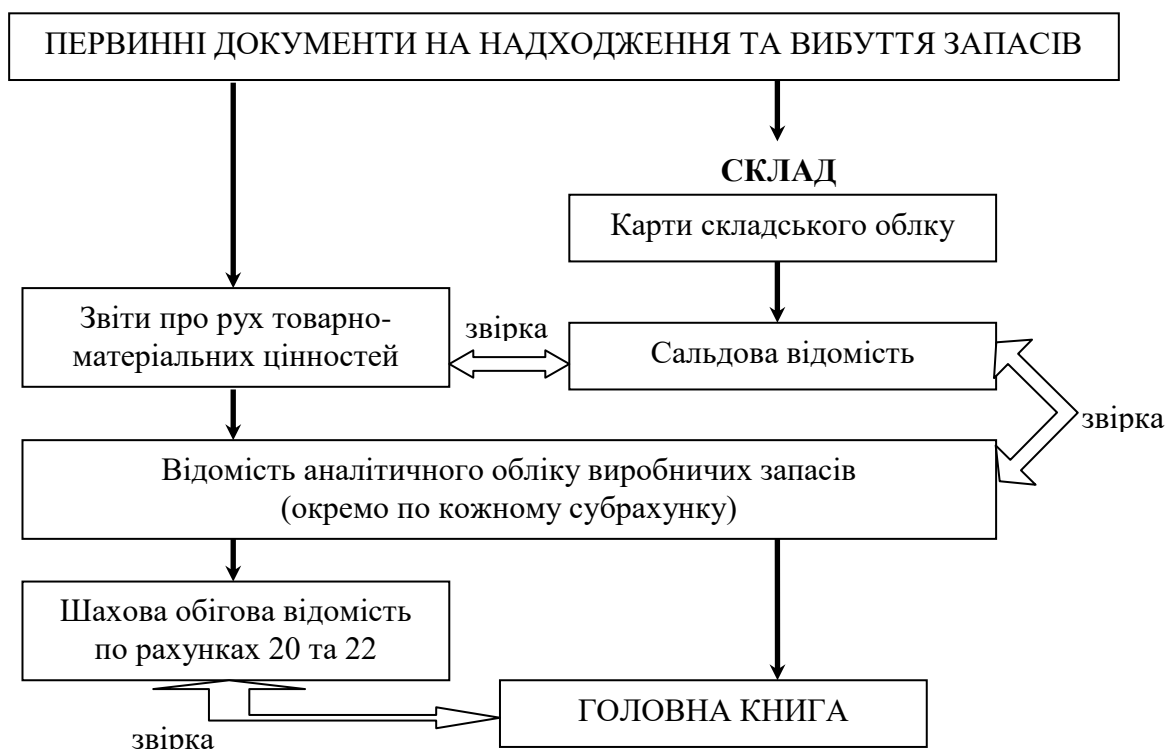 ПЕРВИННІ ДОКУМЕНТИ НА НАДХОДЖЕННЯ ТА ВИБУТТЯ ЗАПАСІВ
СКЛАД
Карти складського облку
Звіти про рух товарно-
матеріальних цінностей
звірка
Сальдова відомість
звірка
Відомість аналітичного обліку виробничих запасів
(окремо по кожному субрахунку)
Шахова обігова відомість
по рахунках 20 та 22
ГОЛОВНА КНИГА
звірка